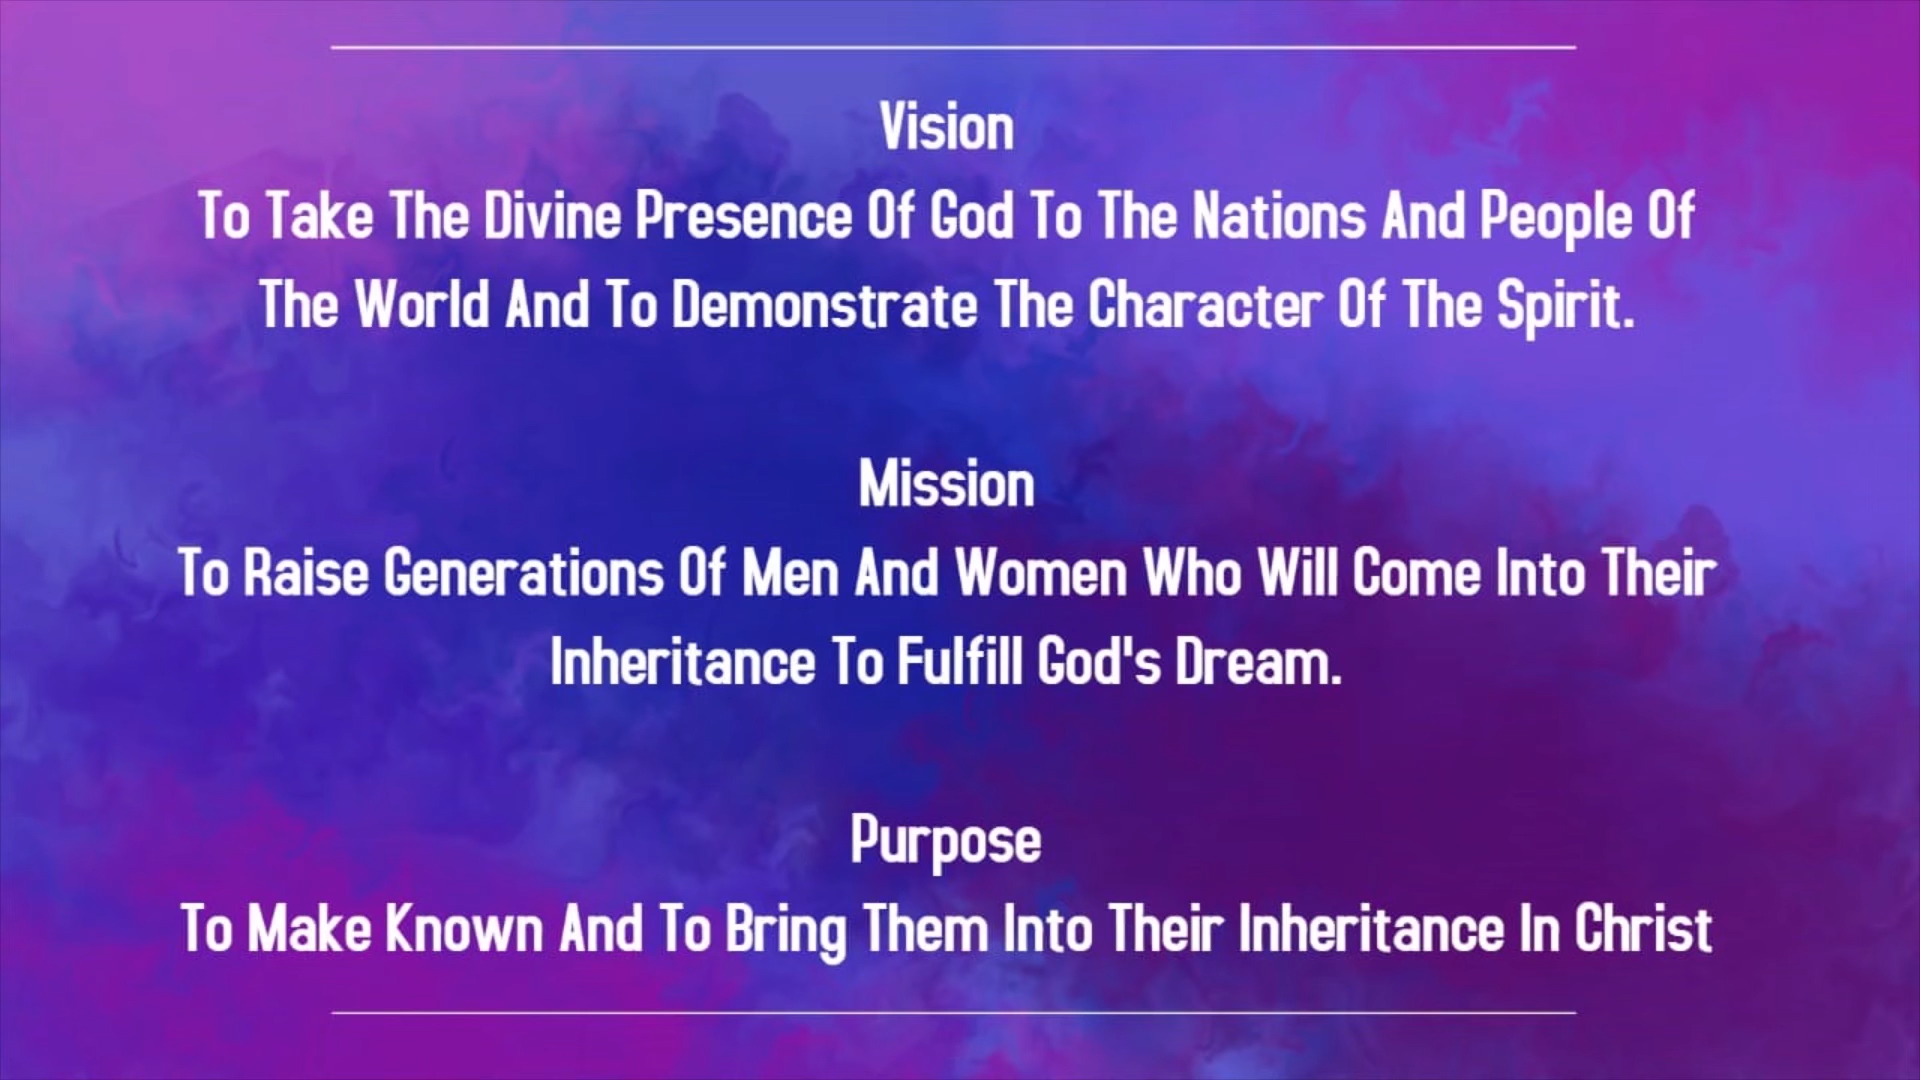 Vision
To Take The Divine Presence Of God To The Nations And People Of
The World And To Demonstrate The Character Of The Spirit.
Mission
To Raise Generations Of Men And Women Who Will Come Into Their
Inheritance To Fulfill God's Dream.
Purpose
To Make Known And To Bring Them Into Their Inheritance In Christ